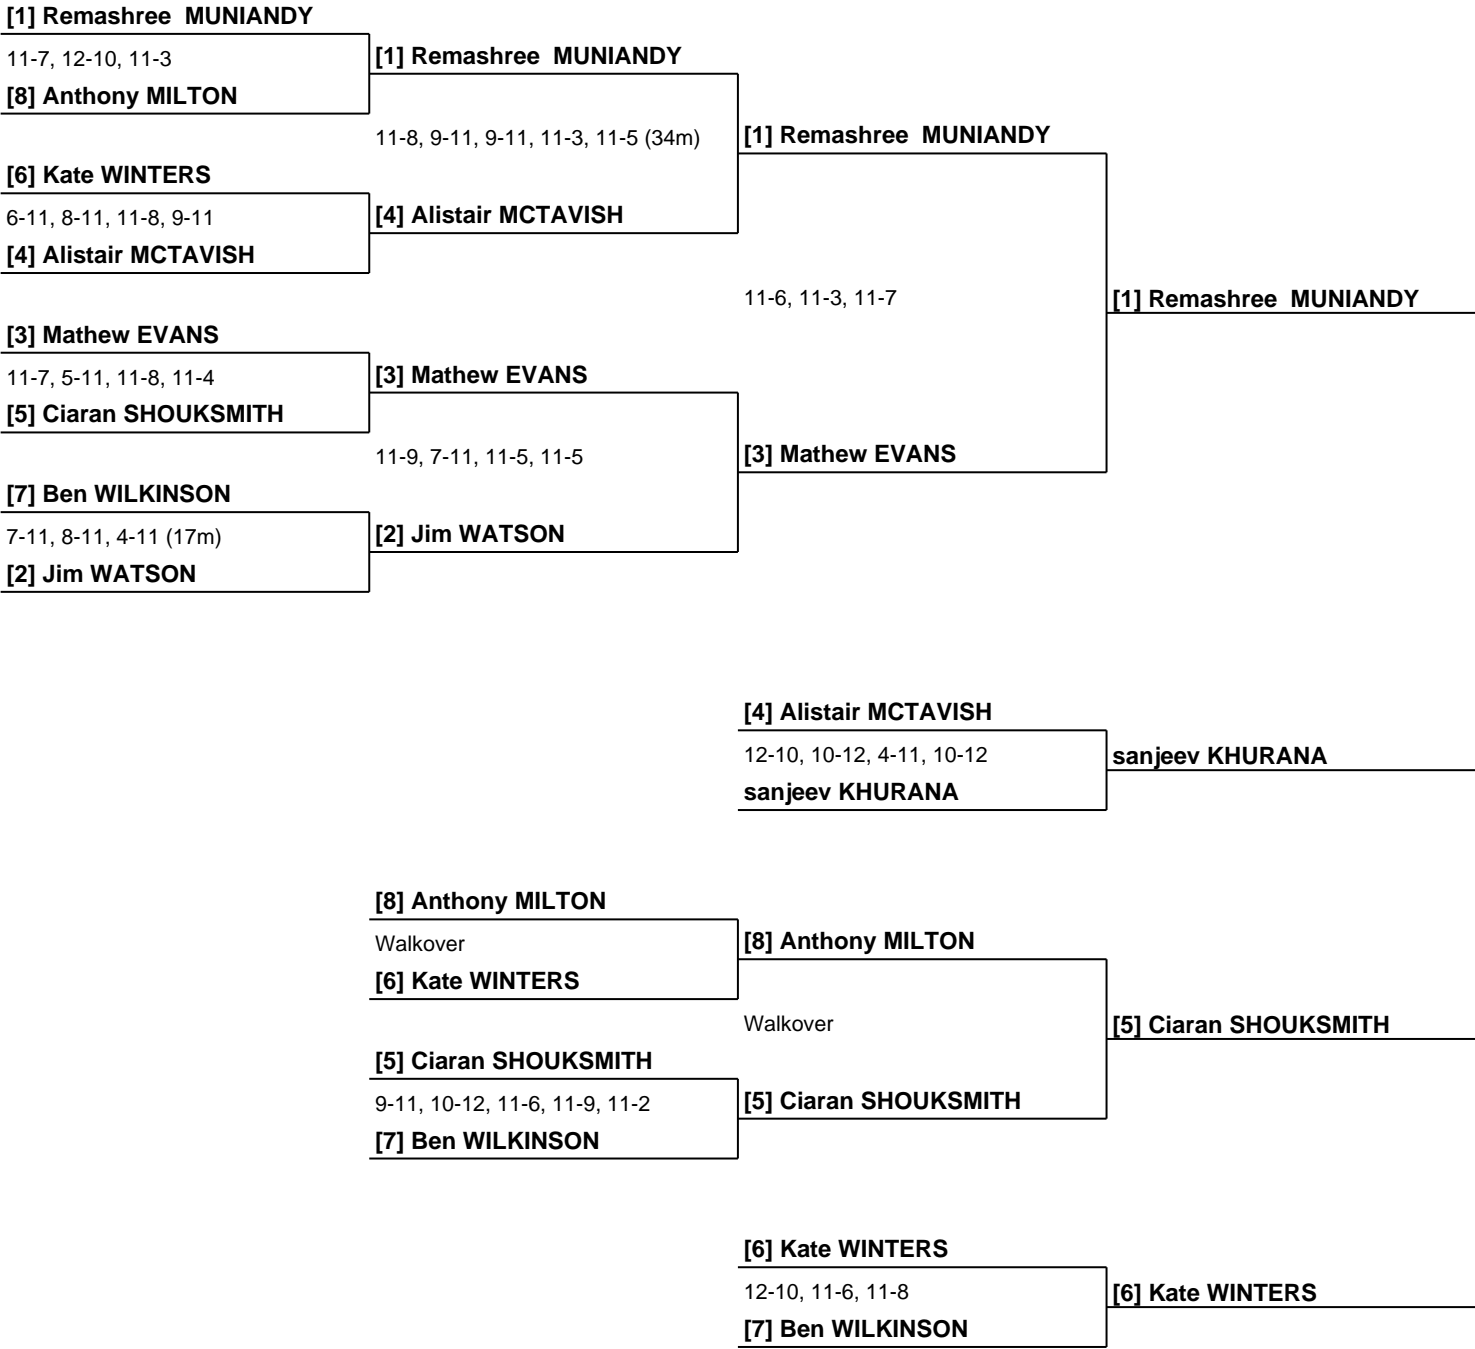 [1] Remashree  MUNIANDY
11-7, 12-10, 11-3
[1] Remashree  MUNIANDY
[8] Anthony MILTON
11-8, 9-11, 9-11, 11-3, 11-5 (34m)
[1] Remashree  MUNIANDY
[6] Kate WINTERS
6-11, 8-11, 11-8, 9-11
[4] Alistair MCTAVISH
[4] Alistair MCTAVISH
11-6, 11-3, 11-7
[1] Remashree  MUNIANDY
[3] Mathew EVANS
11-7, 5-11, 11-8, 11-4
[3] Mathew EVANS
[5] Ciaran SHOUKSMITH
11-9, 7-11, 11-5, 11-5
[3] Mathew EVANS
[7] Ben WILKINSON
7-11, 8-11, 4-11 (17m)
[2] Jim WATSON
[2] Jim WATSON
[4] Alistair MCTAVISH
12-10, 10-12, 4-11, 10-12
sanjeev KHURANA
sanjeev KHURANA
[8] Anthony MILTON
Walkover
[8] Anthony MILTON
[6] Kate WINTERS
Walkover
[5] Ciaran SHOUKSMITH
[5] Ciaran SHOUKSMITH
9-11, 10-12, 11-6, 11-9, 11-2
[5] Ciaran SHOUKSMITH
[7] Ben WILKINSON
[6] Kate WINTERS
12-10, 11-6, 11-8
[6] Kate WINTERS
[7] Ben WILKINSON